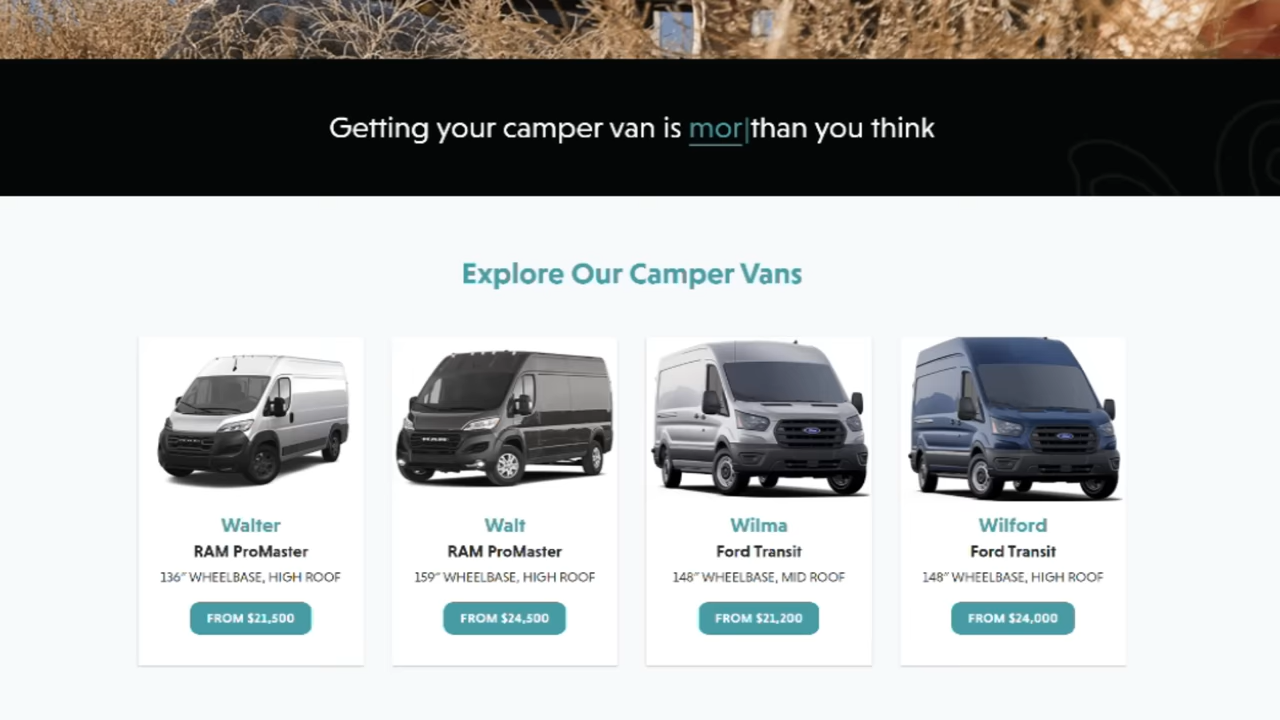 Getting your camper van is mor|than you think
Explore Our Camper Vans
Walter
RAM ProMaster
136″ WHEELBASE, HIGH ROOF
FROM $21,500
Walt
RAM ProMaster
159″ WHEELBASE, HIGH ROOF
FROM $24,500
Wilma
Ford Transit
148″ WHEELBASE, MID ROOF
FROM $21,200
Wilford
Ford Transit
148″ WHEELBASE, HIGH ROOF
FROM $24,000